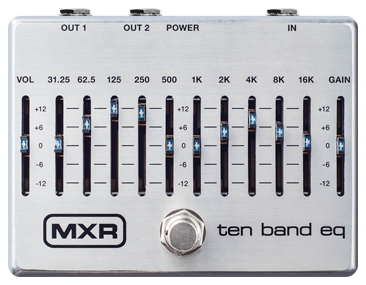 OUT 1 OUT 2 POWER IN
VOL 31.25 62.5 125 250 500 1K 2K 4K 8K 16K GAIN
+12 +12 +12
+6 +6 +6
0 0 0
-6 -6 -6
-12 -12 -12
MXR ten band eq